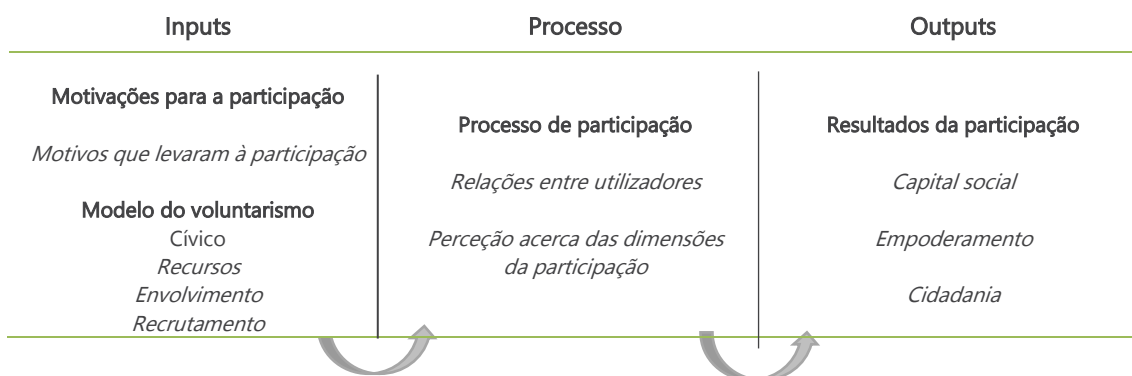 Inputs
Processo
Outputs
Motivações para a participação
Motivos que levaram à participação
Modelo do voluntarismo
Cívico
Recursos
Envolvimento
Recrutamento
Processo de participação
Relações entre utilizadores
Perceção acerca das dimensões
da participação
Resultados da participação
Capital social
Empoderamento
Cidadania